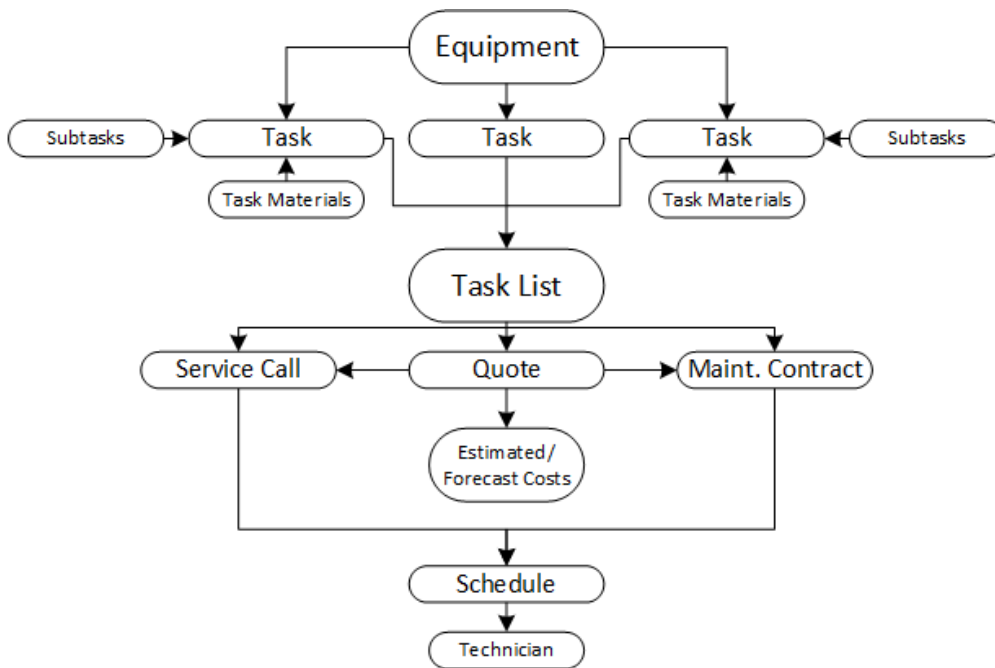 Equipment
Subtasks
Task
Task
Task
Subtasks
Task Materials
Task Materials
Task List
Service Call
Quote
Maint. Contract
Estimated/
Forecast Costs
Schedule
Technician